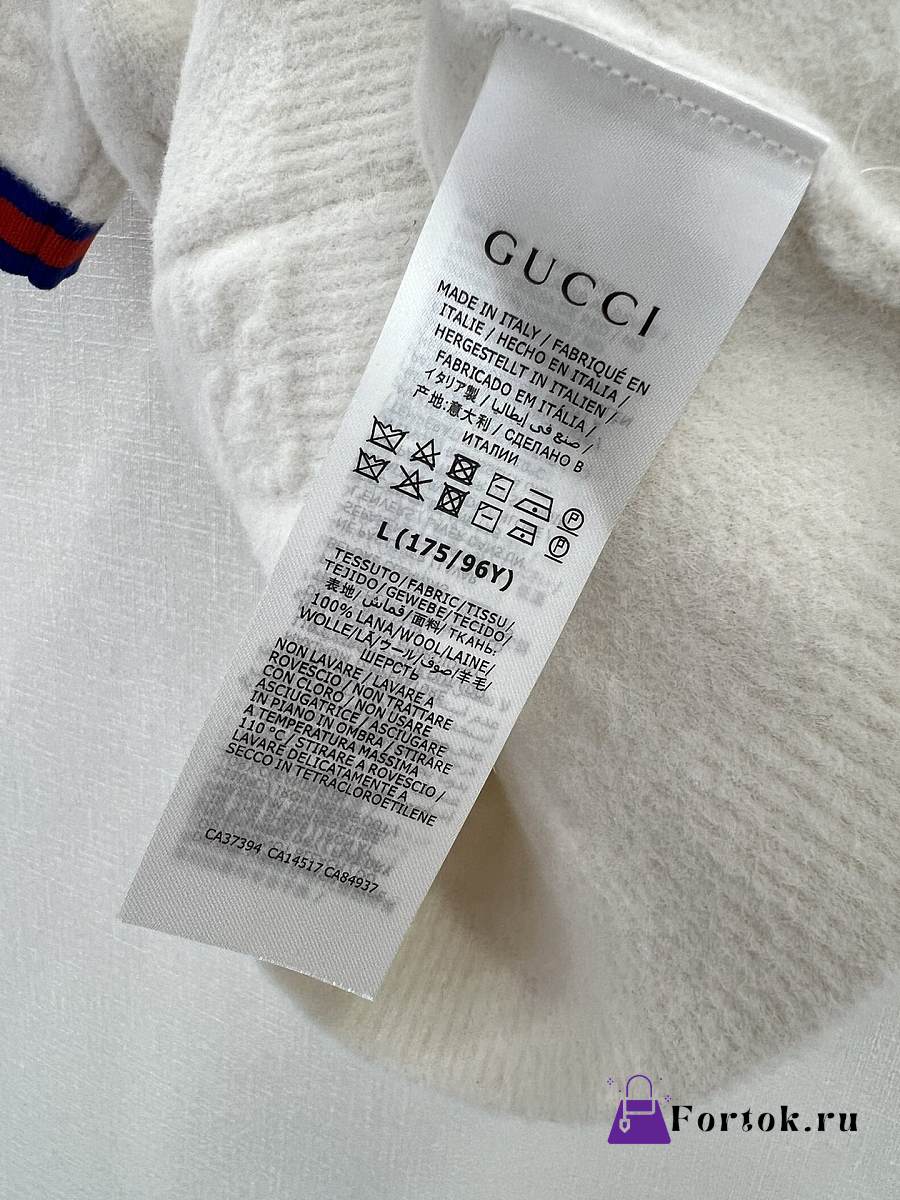 GUCCI
MADE IN ITALY / FABRIQUÉ EN
ITALIE / HECHO EN ITALIA /
HERGESTELLT IN ITALIEN /
FABRICADO EM ITÁLIA /
イタリア製 / صنع في إيطاليا /
产地:意大利 / СДЕЛАНО В
ИТАЛИИ
L (175/96Y)
TESSUTO/FABRIC/TISSU/
TEJIDO/GEWEBE/TECIDO/
表地/قماش/面料/ТКАНЬ:
100% LANA/WOOL/LAINE/
WOLLE/LÃ/ウール/صوف/羊毛/
ШЕРСТЬ
NON LAVARE / LAVARE A
ROVESCIO / NON TRATTARE
CON CLORO / NON USARE
ASCIUGATRICE / ASCIUGARE
IN PIANO IN OMBRA / STIRARE
A TEMPERATURA MASSIMA
110 °C / STIRARE A ROVESCIO /
LAVARE DELICATAMENTE A
SECCO IN TETRACLOROETILENE
CA37394 CA14517 CA84937
Fortok.ru